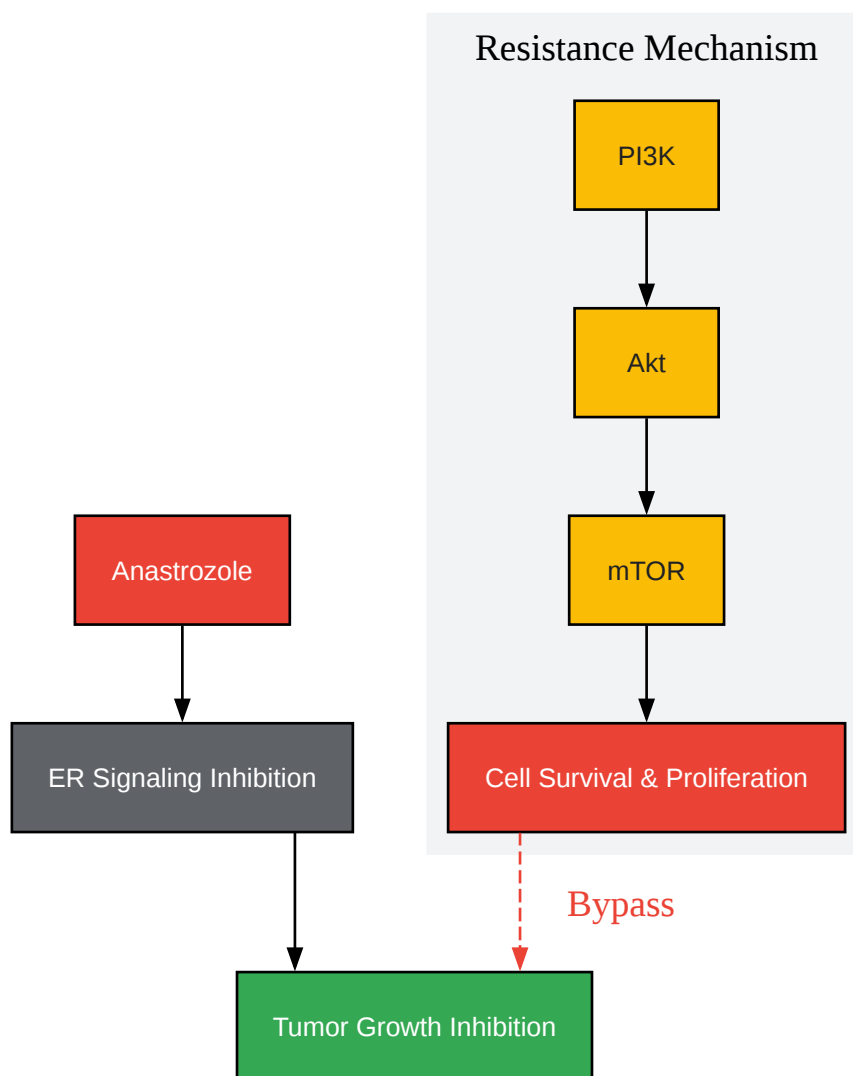 Resistance Mechanism
PI3K
Akt
mTOR
Anastrozole
ER Signaling Inhibition
Cell Survival & Proliferation
Bypass
Tumor Growth Inhibition